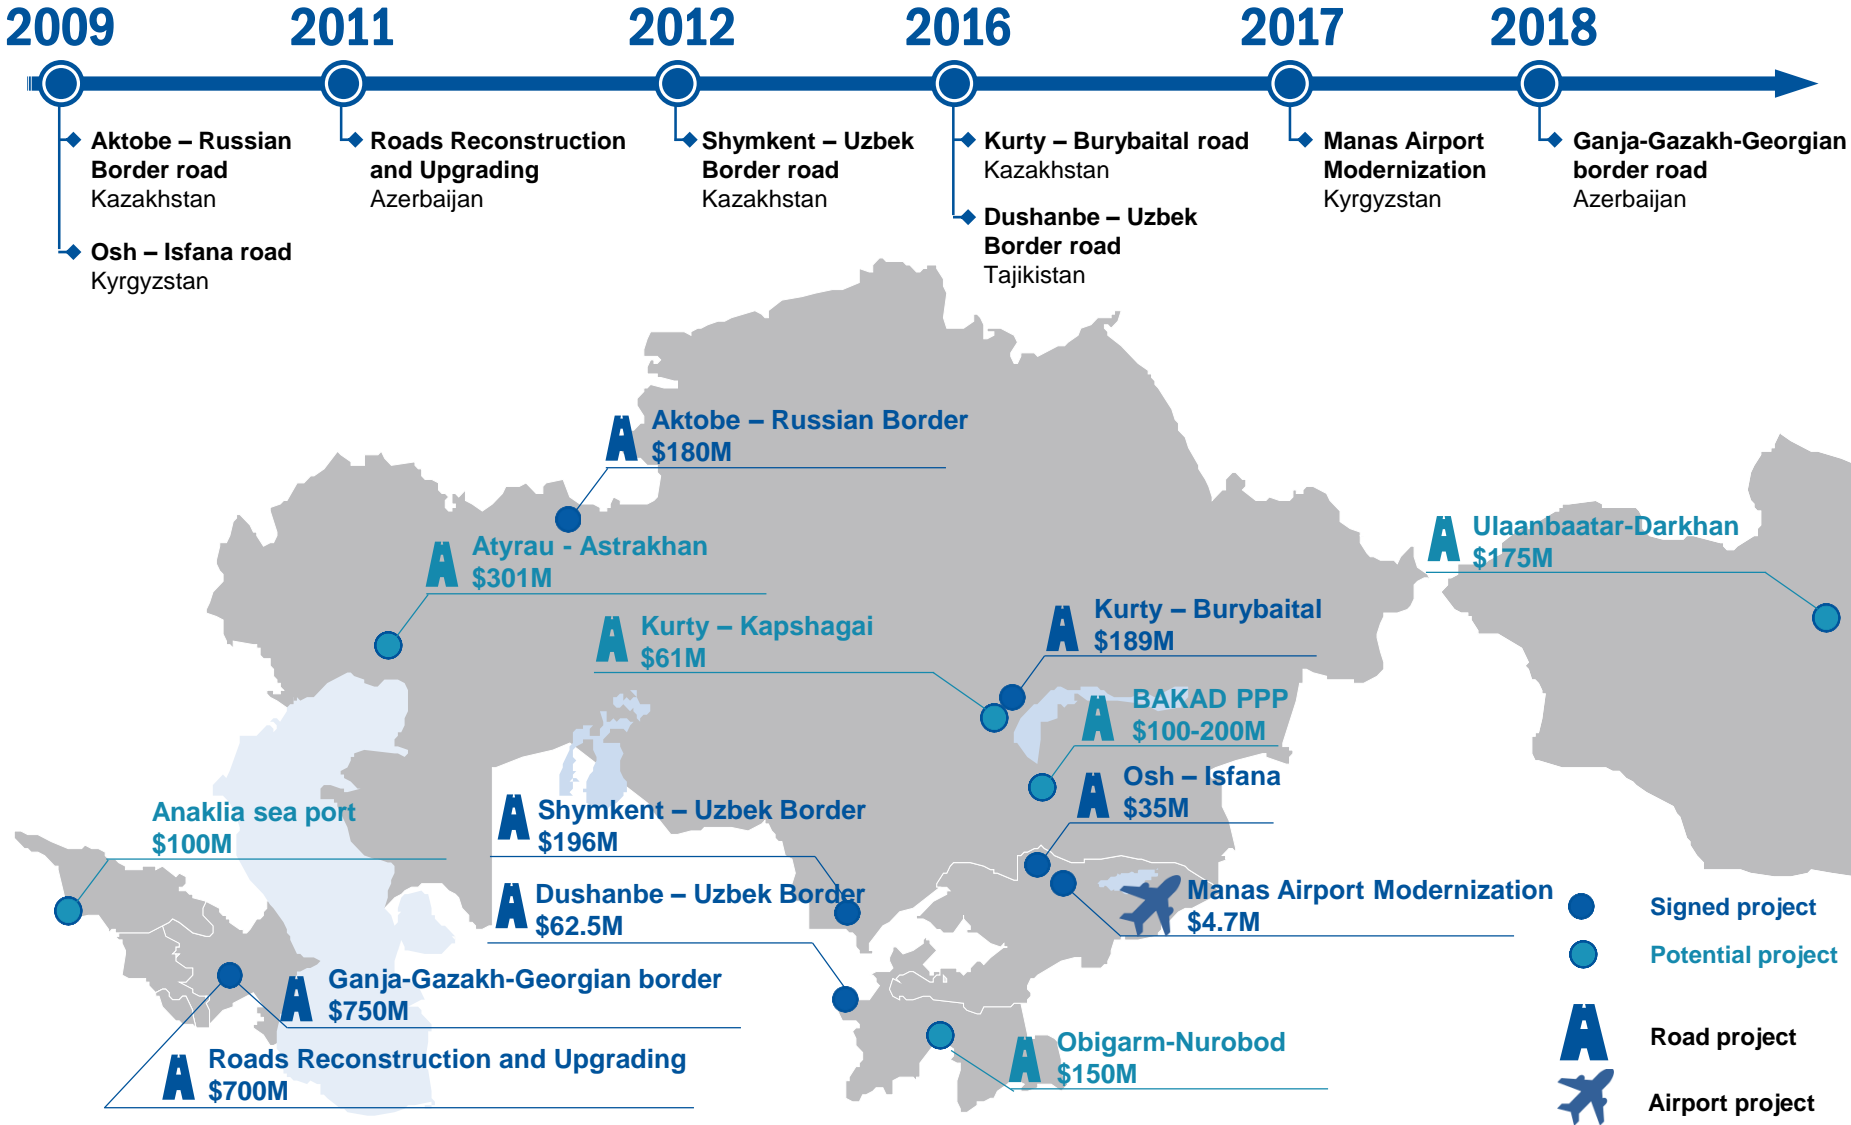 2009
2011
2012
2016
2017
2018
Aktobe – Russian
Border road
Kazakhstan
Osh – Isfana road
Kyrgyzstan
Roads Reconstruction
and Upgrading
Azerbaijan
Shymkent – Uzbek
Border road
Kazakhstan
Kurty – Burybaital road
Kazakhstan
Dushanbe – Uzbek
Border road
Tajikistan
Manas Airport
Modernization
Kyrgyzstan
Ganja-Gazakh-Georgian
border road
Azerbaijan
Aktobe – Russian Border
$180M
Atyrau - Astrakhan
$301M
Ulaanbaatar-Darkhan
$175M
Kurty – Kapshagai
$61M
Kurty – Burybaital
$189M
BAKAD PPP
$100-200M
Osh – Isfana
$35M
Anaklia sea port
$100M
Shymkent – Uzbek Border
$196M
Dushanbe – Uzbek Border
$62.5M
Manas Airport Modernization
$4.7M
Ganja-Gazakh-Georgian border
$750M
Roads Reconstruction and Upgrading
$700M
Obigarm-Nurobod
$150M
Signed project
Potential project
Road project
Airport project